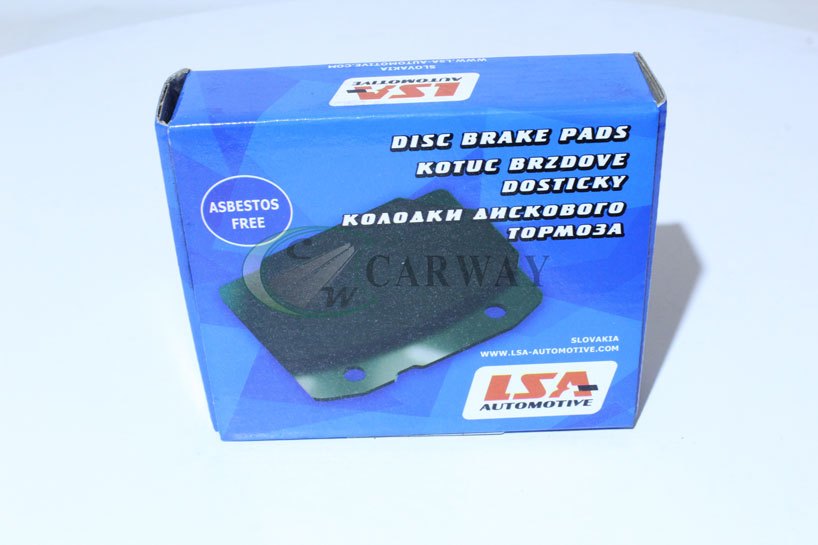 SLOVAKIA
WWW.LSA-AUTOMOTIVE.COM
LSA
AUTOMOTIVE
DISC BRAKE PADS
KOTUC BRZDOVE
DOSTICKY
КОЛОДКИ ДИСКОВОГО
ТОРМОЗА
ASBESTOS
FREE
CW CARWAY
SLOVAKIA
WWW.LSA-AUTOMOTIVE.COM
LSA
AUTOMOTIVE